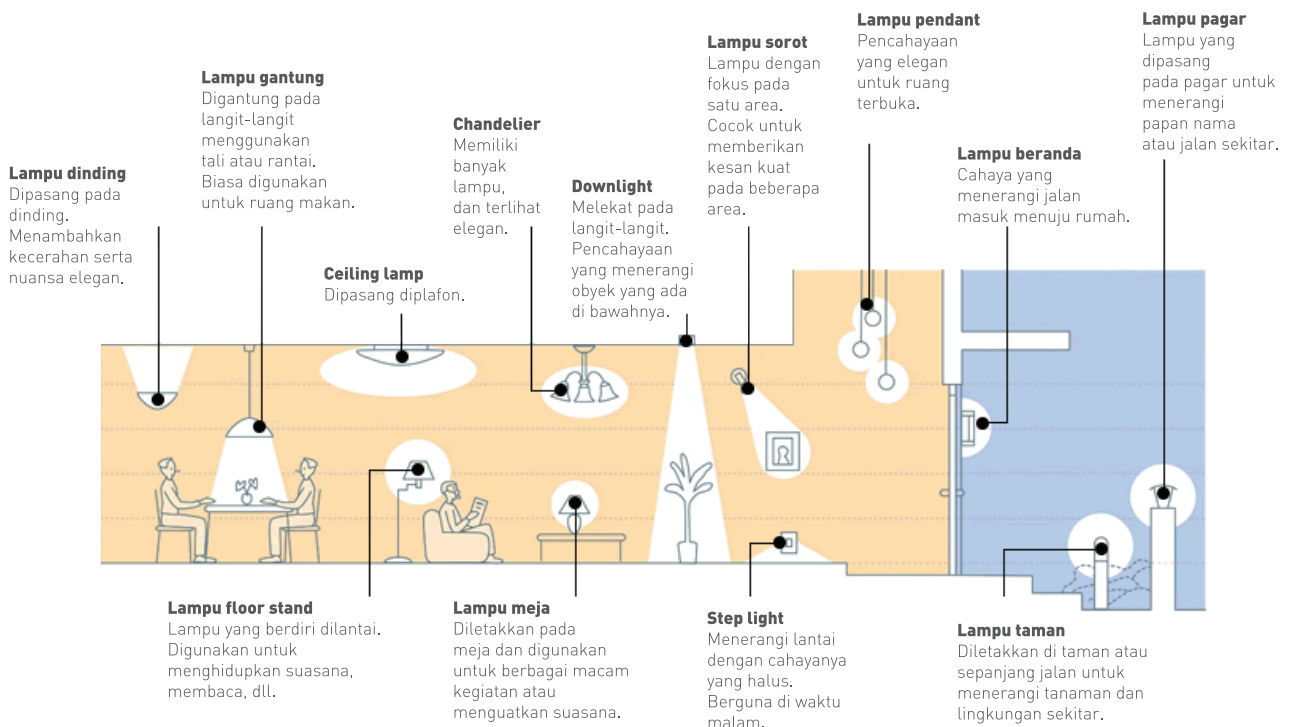 Lampu dinding
Dipasang pada
dinding.
Menambahkan
kecerahan serta
nuansa elegan.
Lampu gantung
Digantung pada
langit-langit
menggunakan
tali atau rantai.
Biasa digunakan
untuk ruang makan.
Ceiling lamp
Dipasang diplafon.
Chandelier
Memiliki
banyak
lampu,
dan terlihat
elegan.
Downlight
Melekat pada
langit-langit.
Pencahayaan
yang menerangi
obyek yang ada
di bawahnya.
Lampu sorot
Lampu dengan
fokus pada
satu area.
Cocok untuk
memberikan
kesan kuat
pada beberapa
area.
Lampu pendant
Pencahayaan
yang elegan
untuk ruang
terbuka.
Lampu beranda
Cahaya yang
menerangi jalan
masuk menuju rumah.
Lampu pagar
Lampu yang
dipasang
pada pagar untuk
menerangi
papan nama
atau jalan sekitar.
Lampu floor stand
Lampu yang berdiri dilantai.
Digunakan untuk
menghidupkan suasana,
membaca, dll.
Lampu meja
Diletakkan pada
meja dan digunakan
untuk berbagai macam
kegiatan atau
menguatkan suasana.
Step light
Menerangi lantai
dengan cahayanya
yang halus.
Berguna di waktu
malam.
Lampu taman
Diletakkan di taman atau
sepanjang jalan untuk
menerangi tanaman dan
lingkungan sekitar.